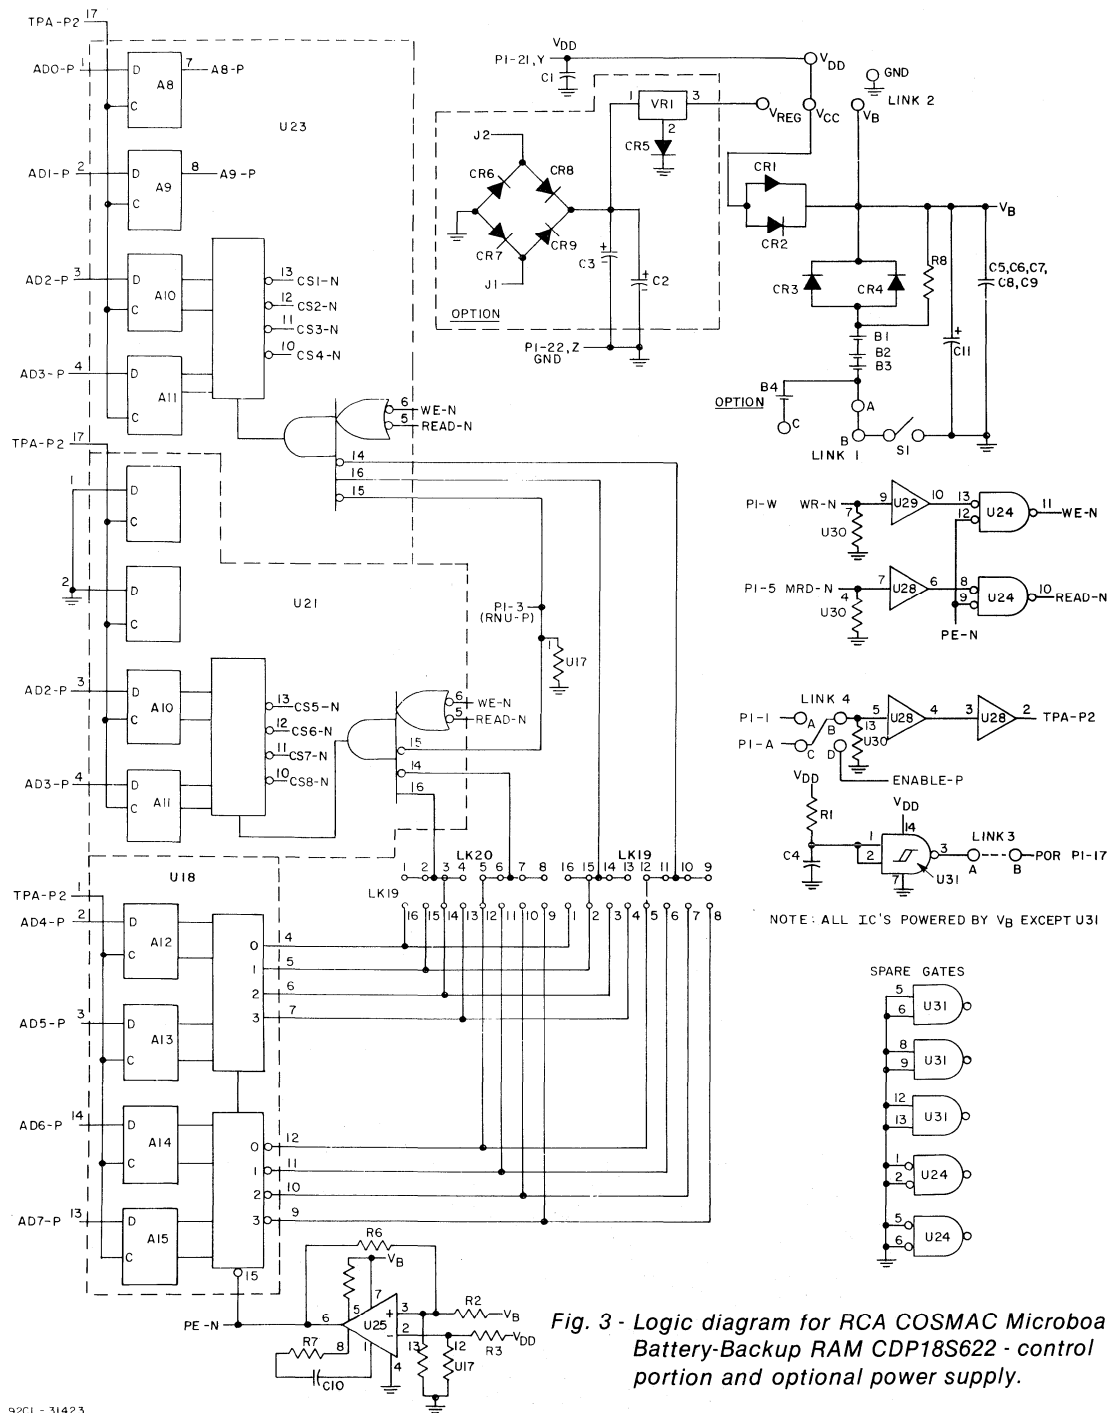 TPA-P2 17
AD0-P 1
D
C
A8
7 A8-P
U23
AD1-P 2
D
C
A9
8 A9-P
AD2-P 3
D
C
A10
13 CS1-N
12 CS2-N
11 CS3-N
10 CS4-N
AD3-P 4
D
C
A11
6 WE-N
5 READ-N
14
16
15
TPA-P2 17
1
D
C
2
D
C
U21
P1-3
(RNU-P)
1
U17
AD2-P 3
D
C
A10
13 CS5-N
12 CS6-N
11 CS7-N
10 CS8-N
6 WE-N
5 READ-N
15
14
16
AD3-P 4
D
C
A11
LK20 LK19
1 2 3 4 5 6 7 8 16 15 14 13 12 11 10 9
LK19
16 15 14 13 12 11 10 9 1 2 3 4 5 6 7 8
U18
TPA-P2 1
AD4-P 2
D
C
A12
0 4
1 5
2 6
3 7
AD5-P 3
D
C
A13
AD6-P 14
D
C
A14
0 12
1 11
2 10
3 9
AD7-P 13
D
C
A15
15
PE-N
R6
VB
7
5
6
U25
+ 3
− 2
R2
VB
R3
VDD
R7
8
1
4
C10
13
12
U17
P1-21,Y
VDD
C1
VDD
GND
LINK 2
1 VR1 3
2
CR5
VREG
VCC
VB
J2
CR6
CR8
CR7
CR9
J1
C3 + −
C2 + −
OPTION
P1-22,Z
GND
CR1
CR2
VB
CR3
CR4
R8
C5,C6,C7,
C8,C9
C11 +
B1
B2
B3
B4
OPTION
C
A
B
S1
LINK 1
P1-W WR-N
7
U30
9 U29 10
13
12
U24
11 WE-N
P1-5 MRD-N
4
U30
7 U28 6
8
9
U24
10 READ-N
PE-N
LINK 4
P1-1
A
B
P1-A
C
D
13
U30
5 U28 4
3 U28 2
TPA-P2
ENABLE-P
VDD
R1
C4
VDD
14
1
2
3
7
U31
LINK3
A B
POR P1-17
NOTE: ALL IC'S POWERED BY VB EXCEPT U31
SPARE GATES
5
6
U31
8
9
U31
12
13
U31
1
2
U24
5
6
U24
Fig. 3 - Logic diagram for RCA COSMAC Microboa
Battery-Backup RAM CDP18S622 - control
portion and optional power supply.
92CL-31423